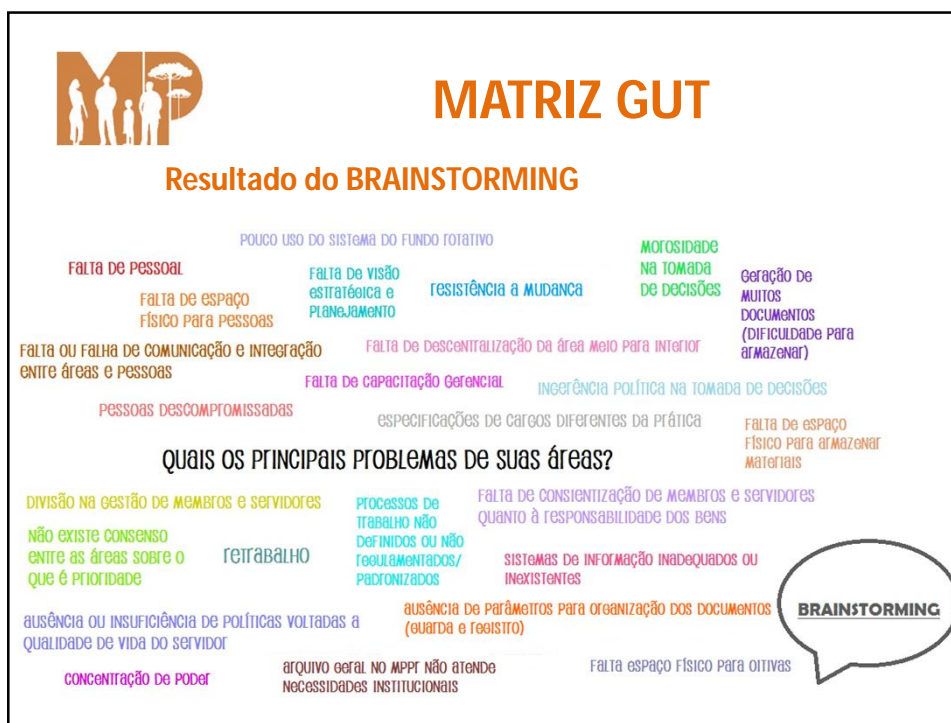 MP
MATRIZ GUT
Resultado do BRAINSTORMING
POUCO USO DO SISTEMA DO FUNDO ROTATIVO
FALTA DE PESSOAL
FALTA DE ESPAÇO
FÍSICO PARA PESSOAS
FALTA DE VISÃO
ESTRATÉGICA E
PLANEJAMENTO
RESISTÊNCIA A MUDANCA
MOROSIDADE
NA TOMADA
DE DECISÕES
GERAÇÃO DE
MUITOS
DOCUMENTOS
(DIFICULDADE PARA
ARMAZENAR)
FALTA OU FALHA DE COMUNICAÇÃO E INTEGRAÇÃO
ENTRE ÁREAS E PESSOAS
FALTA DE DESCENTRALIZAÇÃO DA ÁREA MEIO PARA INTERIOR
FALTA DE CAPACITAÇÃO GERENCIAL
INGERÊNCIA POLÍTICA NA TOMADA DE DECISÕES
PESSOAS DESCOMPROMISSADAS
ESPECIFICAÇÕES DE CARGOS DIFERENTES DA PRÁTICA
FALTA DE ESPAÇO
FÍSICO PARA ARMAZENAR
MATERIAIS
QUAIS OS PRINCIPAIS PROBLEMAS DE SUAS ÁREAS?
DIVISÃO NA GESTÃO DE MEMBROS E SERVIDORES
NÃO EXISTE CONSENSO
ENTRE AS ÁREAS SOBRE O
QUE É PRIORIDADE
RETRABALHO
PROCESSOS DE
TRABALHO NÃO
DEFINIDOS OU NÃO
REGULAMENTADOS/
PADRONIZADOS
FALTA DE CONSIENTIZAÇÃO DE MEMBROS E SERVIDORES
QUANTO À RESPONSABILIDADE DOS BENS
SISTEMAS DE INFORMAÇÃO INADEQUADOS OU
INEXISTENTES
AUSÊNCIA OU INSUFICIÊNCIA DE POLÍTICAS VOLTADAS A
QUALIDADE DE VIDA DO SERVIDOR
AUSÊNCIA DE PARÂMETROS PARA ORGANIZAÇÃO DOS DOCUMENTOS
(GUARDA E REGISTRO)
BRAINSTORMING
CONCENTRAÇÃO DE PODER
ARQUIVO GERAL NO MPPR NÃO ATENDE
NECESSIDADES INSTITUCIONAIS
FALTA ESPAÇO FÍSICO PARA OITIVAS